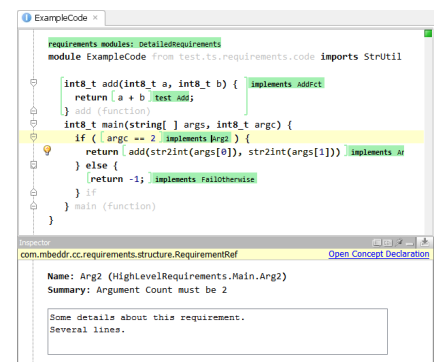 ExampleCode ×
requirements modules: DetailedRequirements
module ExampleCode from test.ts.requirements.code imports StrUtil
int8_t add(int8_t a, int8_t b) { implements AddFct
return a + b test Add;
} add (function)
int8_t main(string[ ] args, int8_t argc) {
if ( argc == 2 implements Arg2 ) {
return add(str2int(args[0]), str2int(args[1])) implements Ar
} else {
return -1; implements FailOtherwise
} if
} main (function)
}
Inspector
com.mbeddr.cc.requirements.structure.RequirementRef Open Concept Declaration
Name: Arg2 (HighLevelRequirements.Main.Arg2)
Summary: Argument Count must be 2
Some details about this requirement.
Several lines.